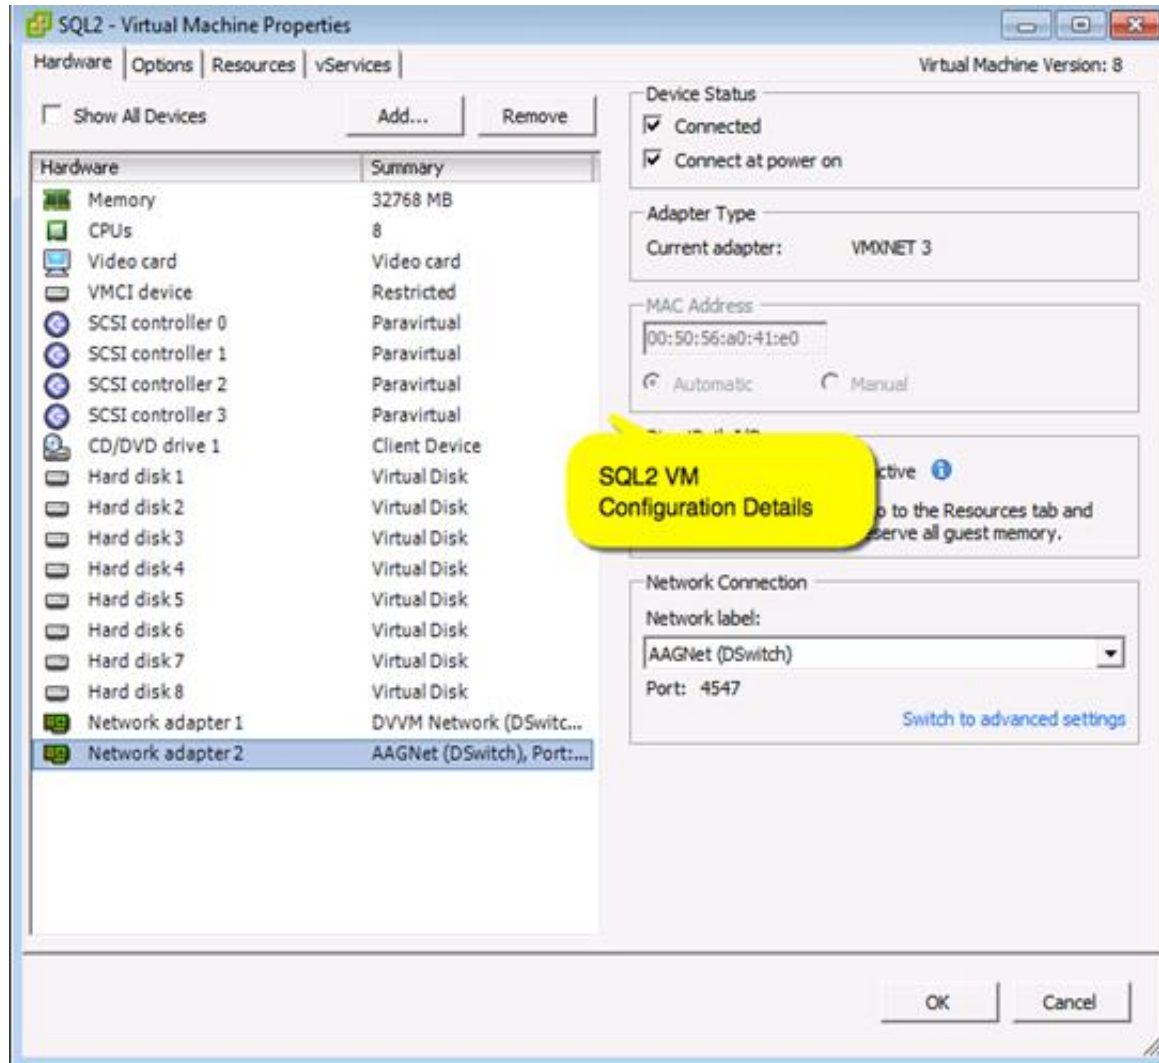 SQL2 - Virtual Machine Properties
Hardware Options Resources vServices
Virtual Machine Version: 8
Show All Devices
Add...
Remove
Hardware Summary
Memory 32768 MB
CPUs 8
Video card Video card
VMCI device Restricted
SCSI controller 0 Paravirtual
SCSI controller 1 Paravirtual
SCSI controller 2 Paravirtual
SCSI controller 3 Paravirtual
CD/DVD drive 1 Client Device
Hard disk 1 Virtual Disk
Hard disk 2 Virtual Disk
Hard disk 3 Virtual Disk
Hard disk 4 Virtual Disk
Hard disk 5 Virtual Disk
Hard disk 6 Virtual Disk
Hard disk 7 Virtual Disk
Hard disk 8 Virtual Disk
Network adapter 1 DVVM Network (DSwitc...
Network adapter 2 AAGNet (DSwitch), Port:...
Device Status
Connected
Connect at power on
Adapter Type
Current adapter: VMXNET 3
MAC Address
00:50:56:a0:41:e0
Automatic Manual
SQL2 VM
Configuration Details
to the Resources tab and
all guest memory.
Network Connection
Network label:
AAGNet (DSwitch)
Port: 4547
Switch to advanced settings
OK
Cancel